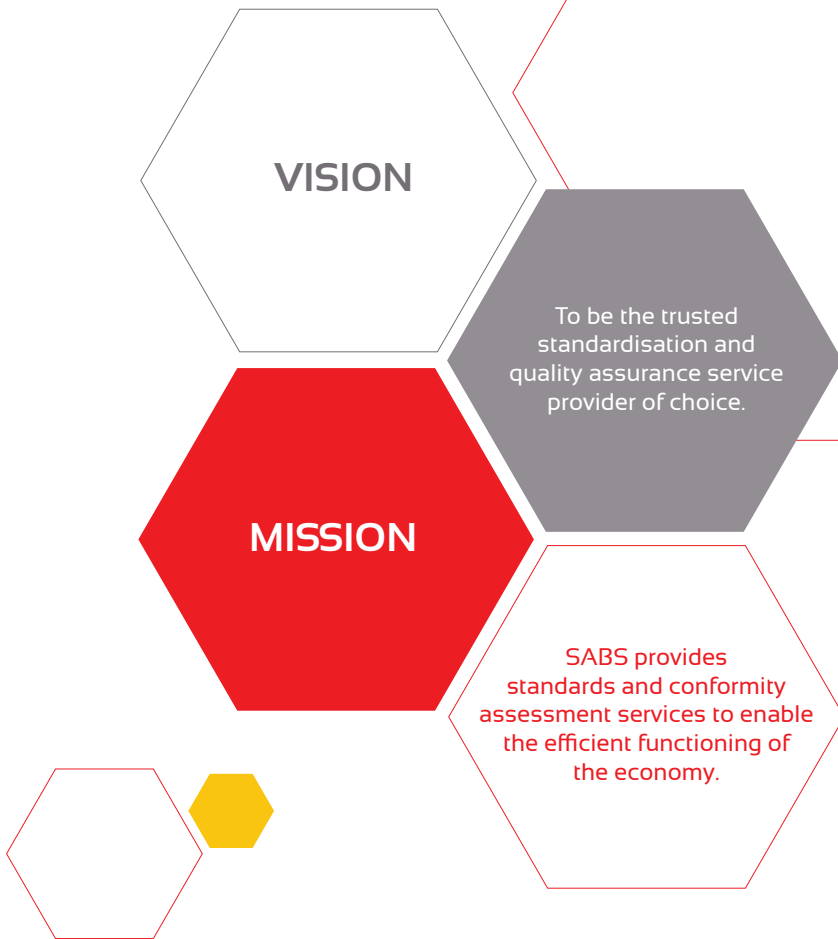 VISION
To be the trusted
standardisation and
quality assurance service
provider of choice.
MISSION
SABS provides
standards and conformity
assessment services to enable
the efficient functioning of
the economy.